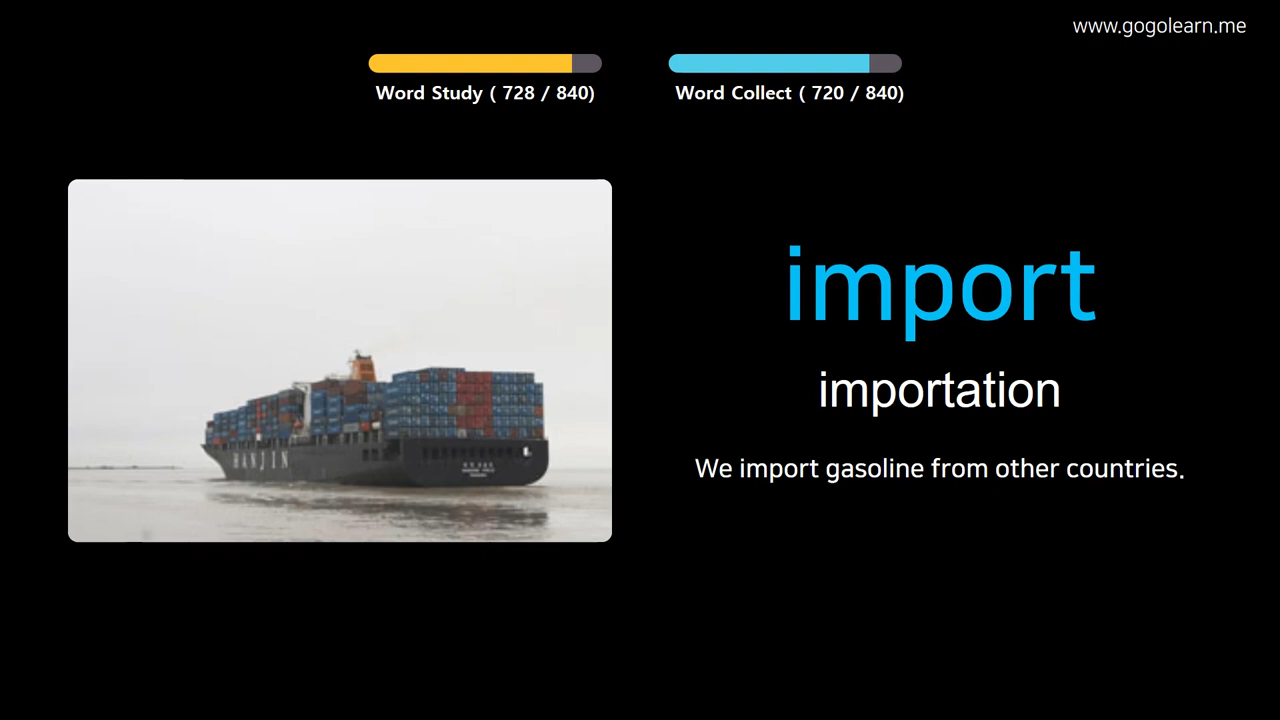 www.gogolearn.me
Word Study ( 728 / 840)
Word Collect ( 720 / 840)
import
importation
We import gasoline from other countries.
HANJIN